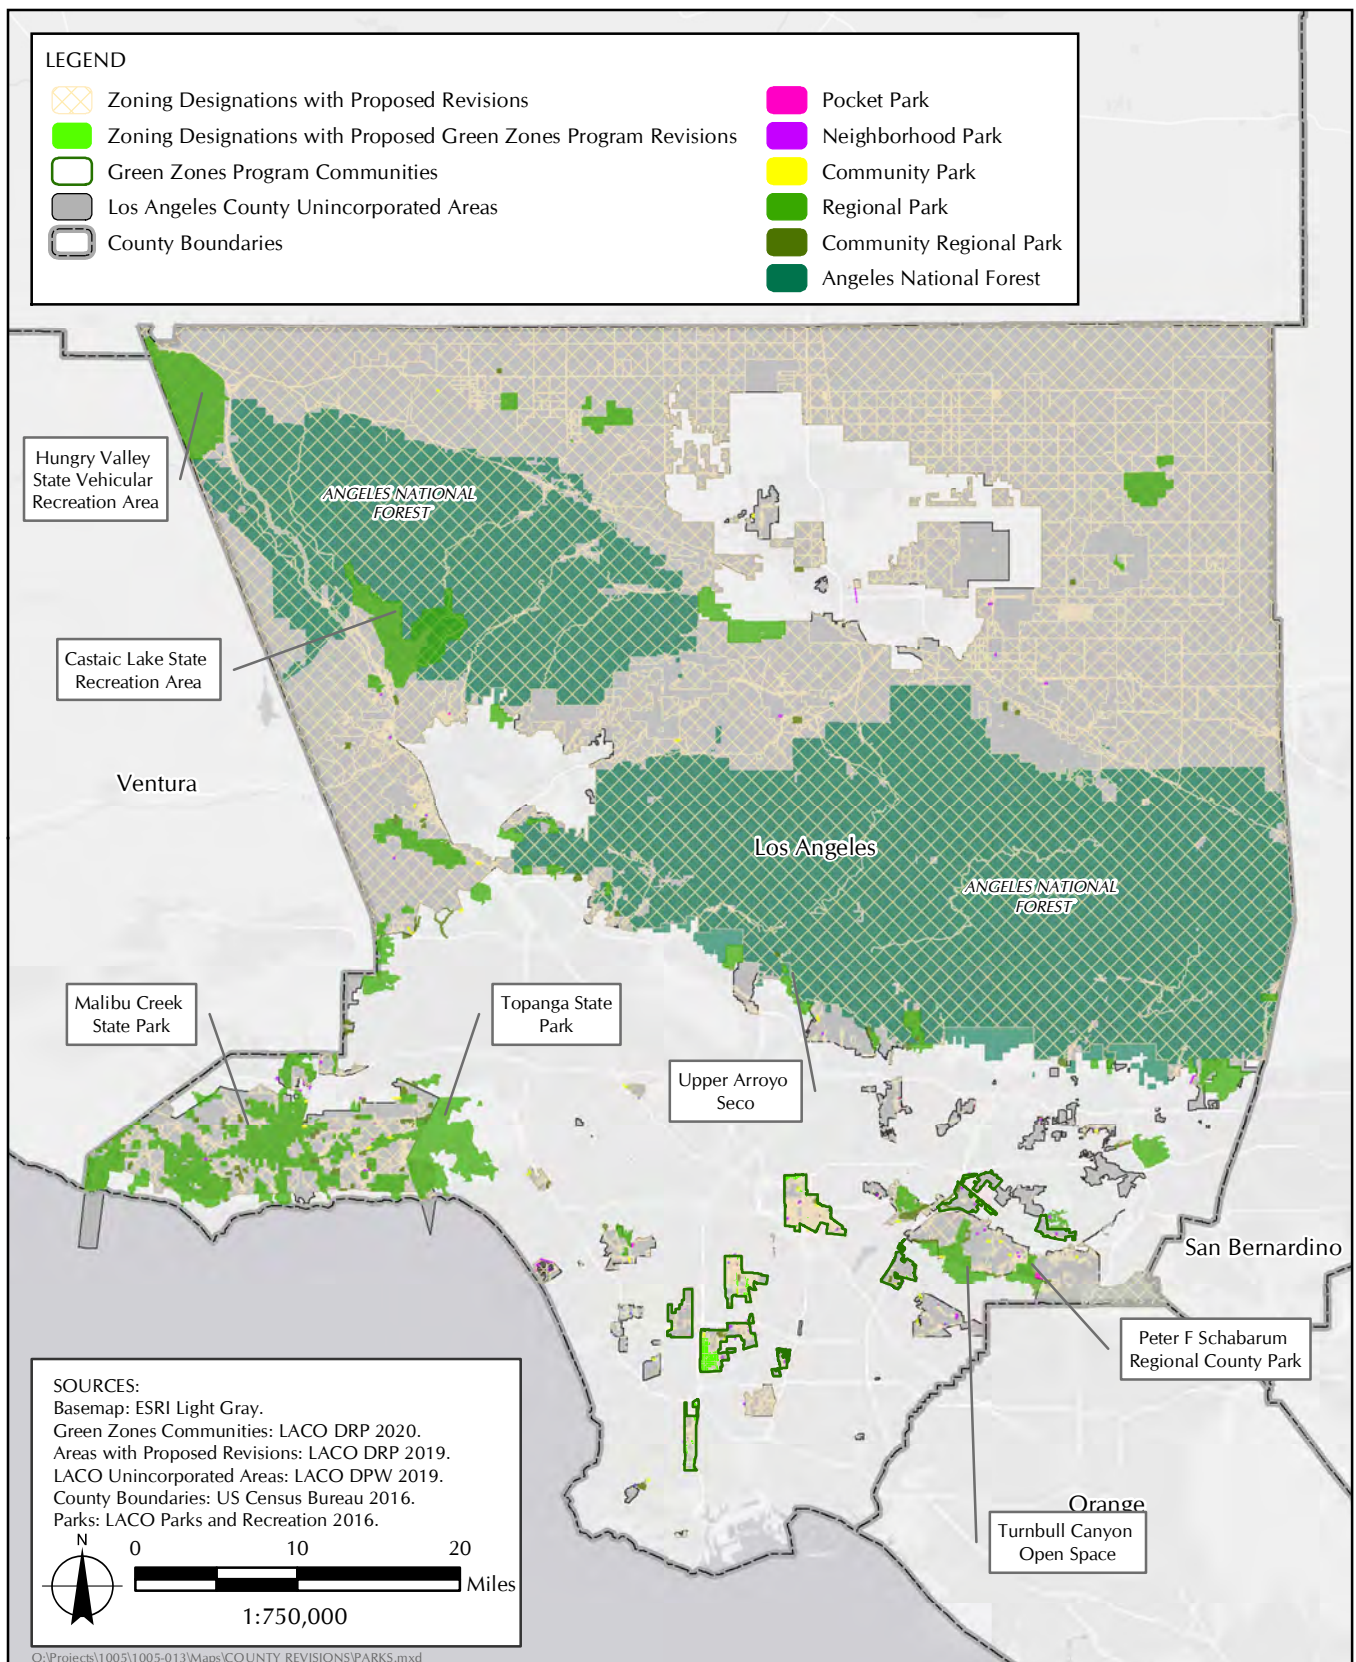 LEGEND
Zoning Designations with Proposed Revisions
Zoning Designations with Proposed Green Zones Program Revisions
Green Zones Program Communities
Los Angeles County Unincorporated Areas
County Boundaries
Pocket Park
Neighborhood Park
Community Park
Regional Park
Community Regional Park
Angeles National Forest
Hungry Valley
State Vehicular
Recreation Area
ANGELES NATIONAL
FOREST
Castaic Lake State
Recreation Area
Ventura
Los Angeles
ANGELES NATIONAL
FOREST
Malibu Creek
State Park
Topanga State
Park
Upper Arroyo
Seco
San Bernardino
Peter F Schabarum
Regional County Park
Orange
Turnbull Canyon
Open Space
SOURCES:
Basemap: ESRI Light Gray.
Green Zones Communities: LACO DRP 2020.
Areas with Proposed Revisions: LACO DRP 2019.
LACO Unincorporated Areas: LACO DPW 2019.
County Boundaries: US Census Bureau 2016.
Parks: LACO Parks and Recreation 2016.
N
0 10 20
Miles
1:750,000
O:\Projects\1005\1005-013\Maps\COUNTY REVISIONS\PARKS.mxd